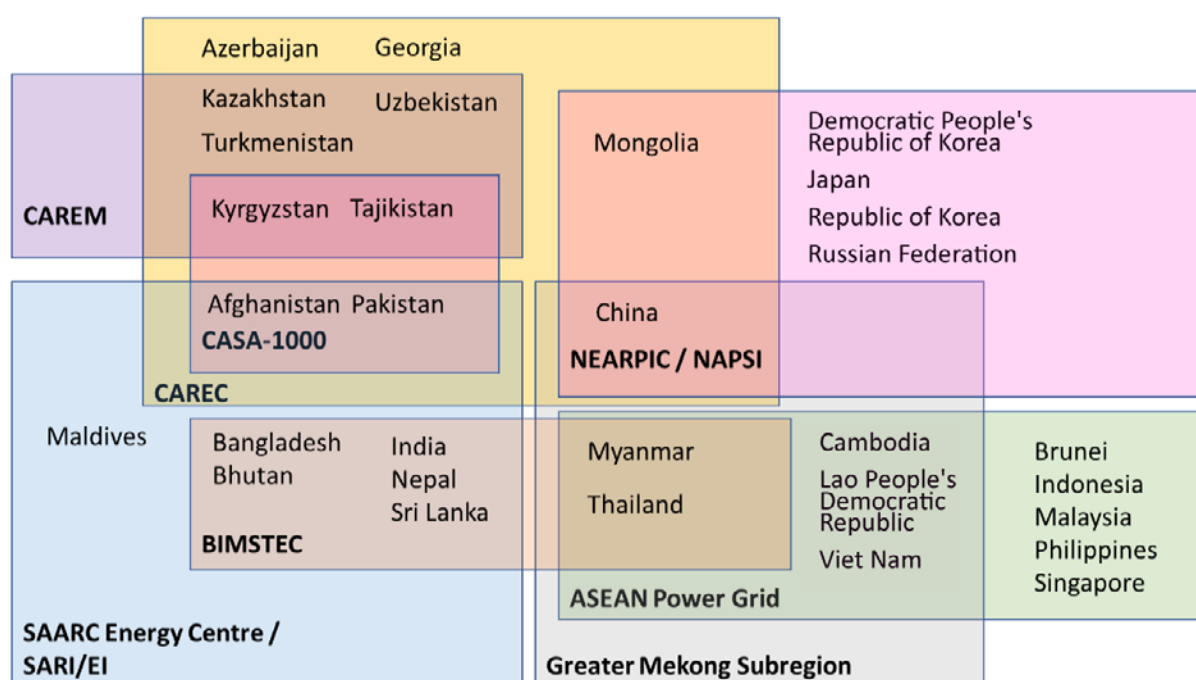 Azerbaijan
Georgia
Kazakhstan
Uzbekistan
Turkmenistan
CAREM
Kyrgyzstan
Tajikistan
Mongolia
Democratic People's
Republic of Korea
Japan
Republic of Korea
Russian Federation
Afghanistan
Pakistan
CASA-1000
CAREC
China
NEARPIC / NAPSI
Maldives
Bangladesh
Bhutan
India
Nepal
Sri Lanka
BIMSTEC
Myanmar
Thailand
Cambodia
Lao People's
Democratic
Republic
Viet Nam
Brunei
Indonesia
Malaysia
Philippines
Singapore
ASEAN Power Grid
SAARC Energy Centre /
SARI/EI
Greater Mekong Subregion